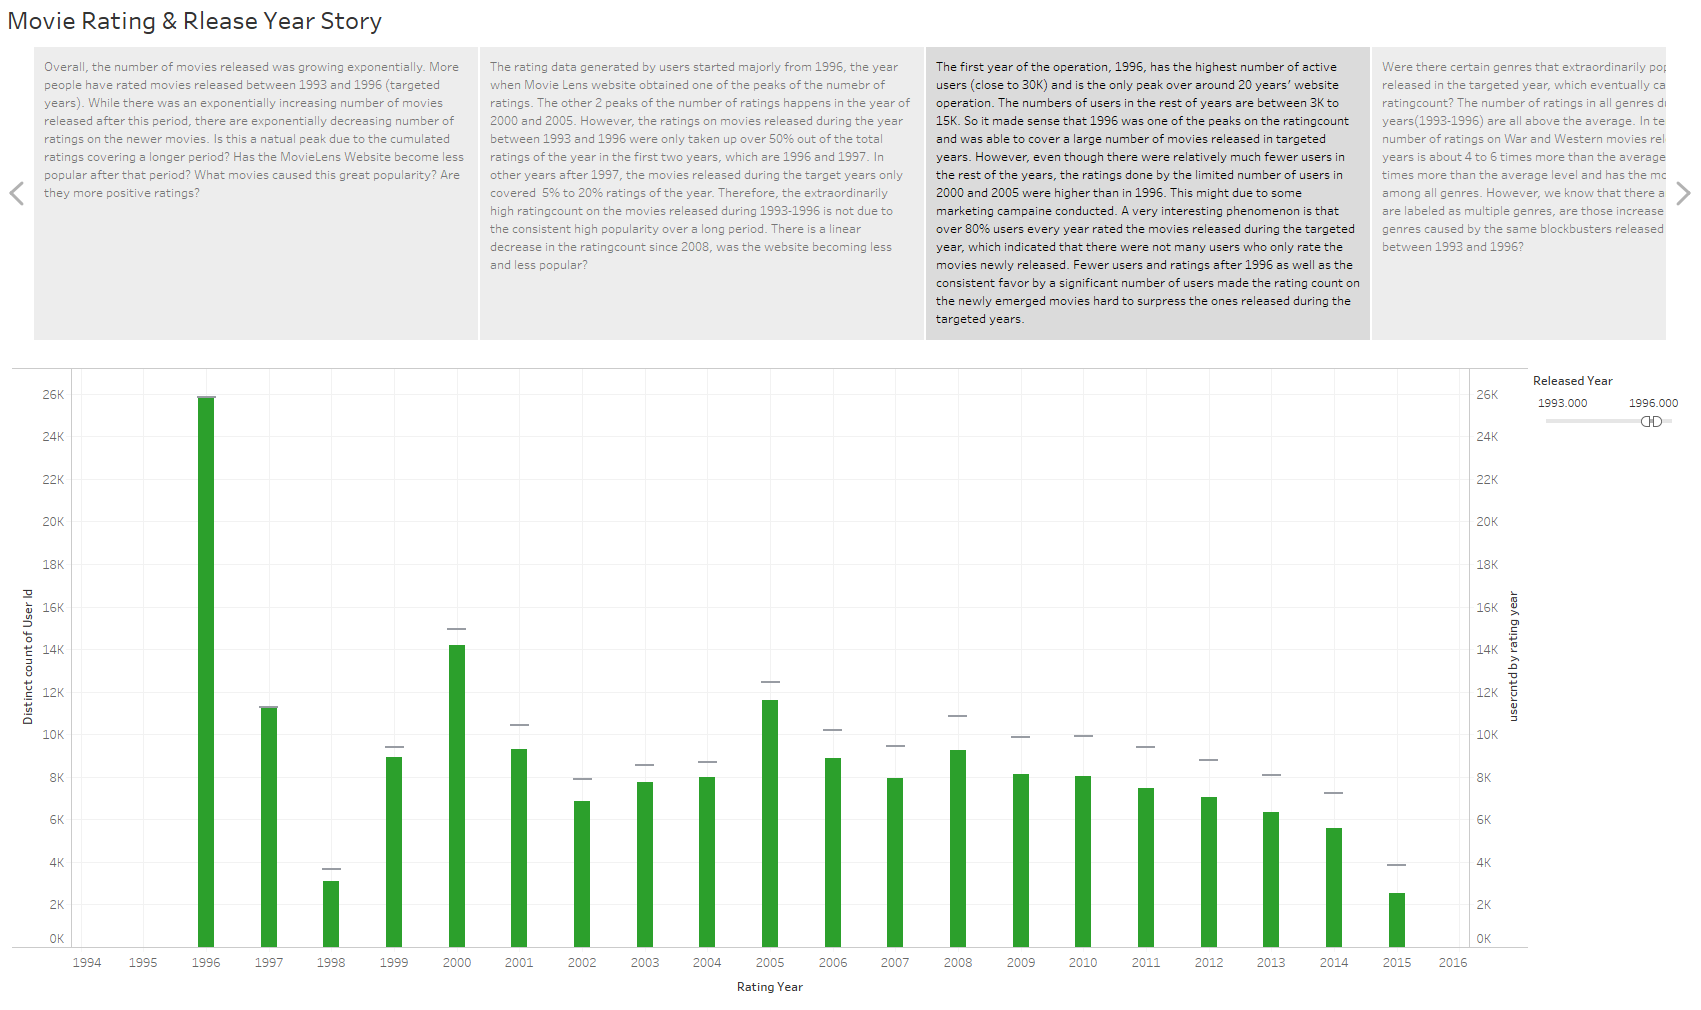 Movie Rating & Rlease Year Story
Overall, the number of movies released was growing exponentially. More
people have rated movies released between 1993 and 1996 (targeted
years). While there was an exponentially increasing number of movies
released after this period, there are exponentially decreasing number of
ratings on the newer movies. Is this a natual peak due to the cumulated
ratings covering a longer period? Has the MovieLens Website become less
popular after that period? What movies caused this great popularity? Are
they more positive ratings?
The rating data generated by users started majorly from 1996, the year
when Movie Lens website obtained one of the peaks of the numebr of
ratings. The other 2 peaks of the number of ratings happens in the year of
2000 and 2005. However, the ratings on movies released during the year
between 1993 and 1996 were only taken up over 50% out of the total
ratings of the year in the first two years, which are 1996 and 1997. In
other years after 1997, the movies released during the target years only
covered  5% to 20% ratings of the year. Therefore, the extraordinarily
high ratingcount on the movies released during 1993-1996 is not due to
the consistent high popularity over a long period. There is a linear
decrease in the ratingcount since 2008, was the website becoming less
and less popular?
The first year of the operation, 1996, has the highest number of active
users (close to 30K) and is the only peak over around 20 years' website
operation. The numbers of users in the rest of years are between 3K to
15K. So it made sense that 1996 was one of the peaks on the ratingcount
and was able to cover a large number of movies released in targeted
years. However, even though there were relatively much fewer users in
the rest of the years, the ratings done by the limited number of users in
2000 and 2005 were higher than in 1996. This might due to some
marketing campaine conducted. A very interesting phenomenon is that
over 80% users every year rated the movies released during the targeted
year, which indicated that there were not many users who only rate the
movies newly released. Fewer users and ratings after 1996 as well as the
consistent favor by a significant number of users made the rating count on
the newly emerged movies hard to surpress the ones released during the
targeted years.
Were there certain genres that extraordinarily pop
released in the targeted year, which eventually ca
ratingcount? The number of ratings in all genres d
years(1993-1996) are all above the average. In te
number of ratings on War and Western movies rel
years is about 4 to 6 times more than the average
times more than the average level and has the mo
among all genres. However, we know that there a
are labeled as multiple genres, are those increase
genres caused by the same blockbusters released
between 1993 and 1996?
Released Year
1993.000 1996.000
Distinct count of User Id
26K
24K
22K
20K
18K
16K
14K
12K
10K
8K
6K
4K
2K
0K
26K
24K
22K
20K
18K
16K
14K
12K
10K
8K
6K
4K
2K
0K
usercntd by rating year
1994 1995 1996 1997 1998 1999 2000 2001 2002 2003 2004 2005 2006 2007 2008 2009 2010 2011 2012 2013 2014 2015 2016
Rating Year